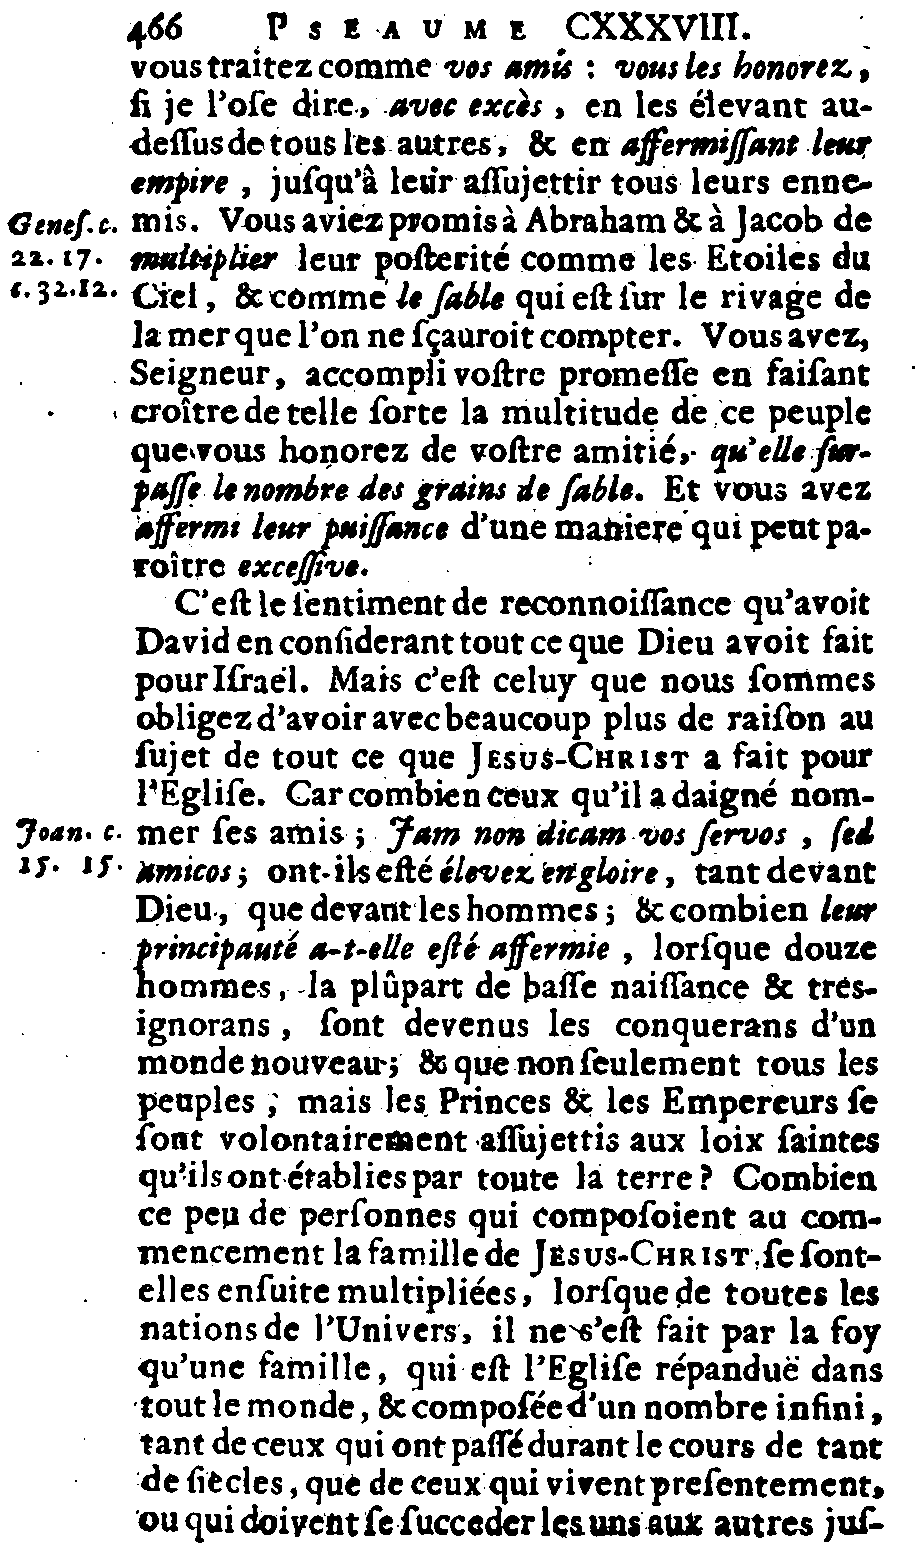 466 PSEAUME CXXXVIII.
vous traitez comme vos amis : vous les honorez,
ſi je l'oſe dire, avec excès, en les élevant au-
deſſus de tous les autres, & en affermiſſant leur
empire, juſqu'à leur aſſujettir tous leurs enne-
Geneſ. c. mis. Vous aviez promis à Abraham & à Jacob de
22. 17. multiplier leur poſterité comme les Etoiles du
c. 32. 12. Ciel, & comme le ſable qui eſt ſur le rivage de
la mer que l'on ne ſçauroit compter. Vous avez,
Seigneur, accompli voſtre promeſſe en faiſant
croître de telle ſorte la multitude de ce peuple
que vous honorez de voſtre amitié, qu'elle ſur-
paſſe le nombre des grains de ſable. Et vous avez
affermi leur puiſſance d'une maniere qui peut pa-
roître exceſſive.
C'eſt le ſentiment de reconnoiſſance qu'avoit
David en conſiderant tout ce que Dieu avoit fait
pour Iſraël. Mais c'eſt celuy que nous ſommes
obligez d'avoir avec beaucoup plus de raiſon au
ſujet de tout ce que JESUS-CHRIST a fait pour
l'Egliſe. Car combien ceux qu'il a daigné nom-
Joan. c. mer ſes amis ; Jam non dicam vos ſervos, ſed
15. 15. amicos ; ont-ils eſté élevez en gloire, tant devant
Dieu, que devant les hommes ; & combien leur
principauté a-t-elle eſté affermie, lorſque douze
hommes, la plûpart de baſſe naiſſance & tres-
ignorans, ſont devenus les conquerans d'un
monde nouveau ; & que non ſeulement tous les
peuples ; mais les Princes & les Empereurs ſe
ſont volontairement aſſujettis aux loix ſaintes
qu'ils ont établies par toute la terre ? Combien
ce peu de perſonnes qui compoſoient au com-
mencement la famille de JESUS-CHRIST, ſe ſont-
elles enſuite multipliées, lorſque de toutes les
nations de l'Univers, il ne s'eſt fait par la foy
qu'une famille, qui eſt l'Egliſe répanduë dans
tout le monde, & compoſée d'un nombre infini,
tant de ceux qui ont paſſé durant le cours de tant
de ſiècles, que de ceux qui vivent preſentement,
ou qui doivent ſe ſucceder les uns aux autres juſ-